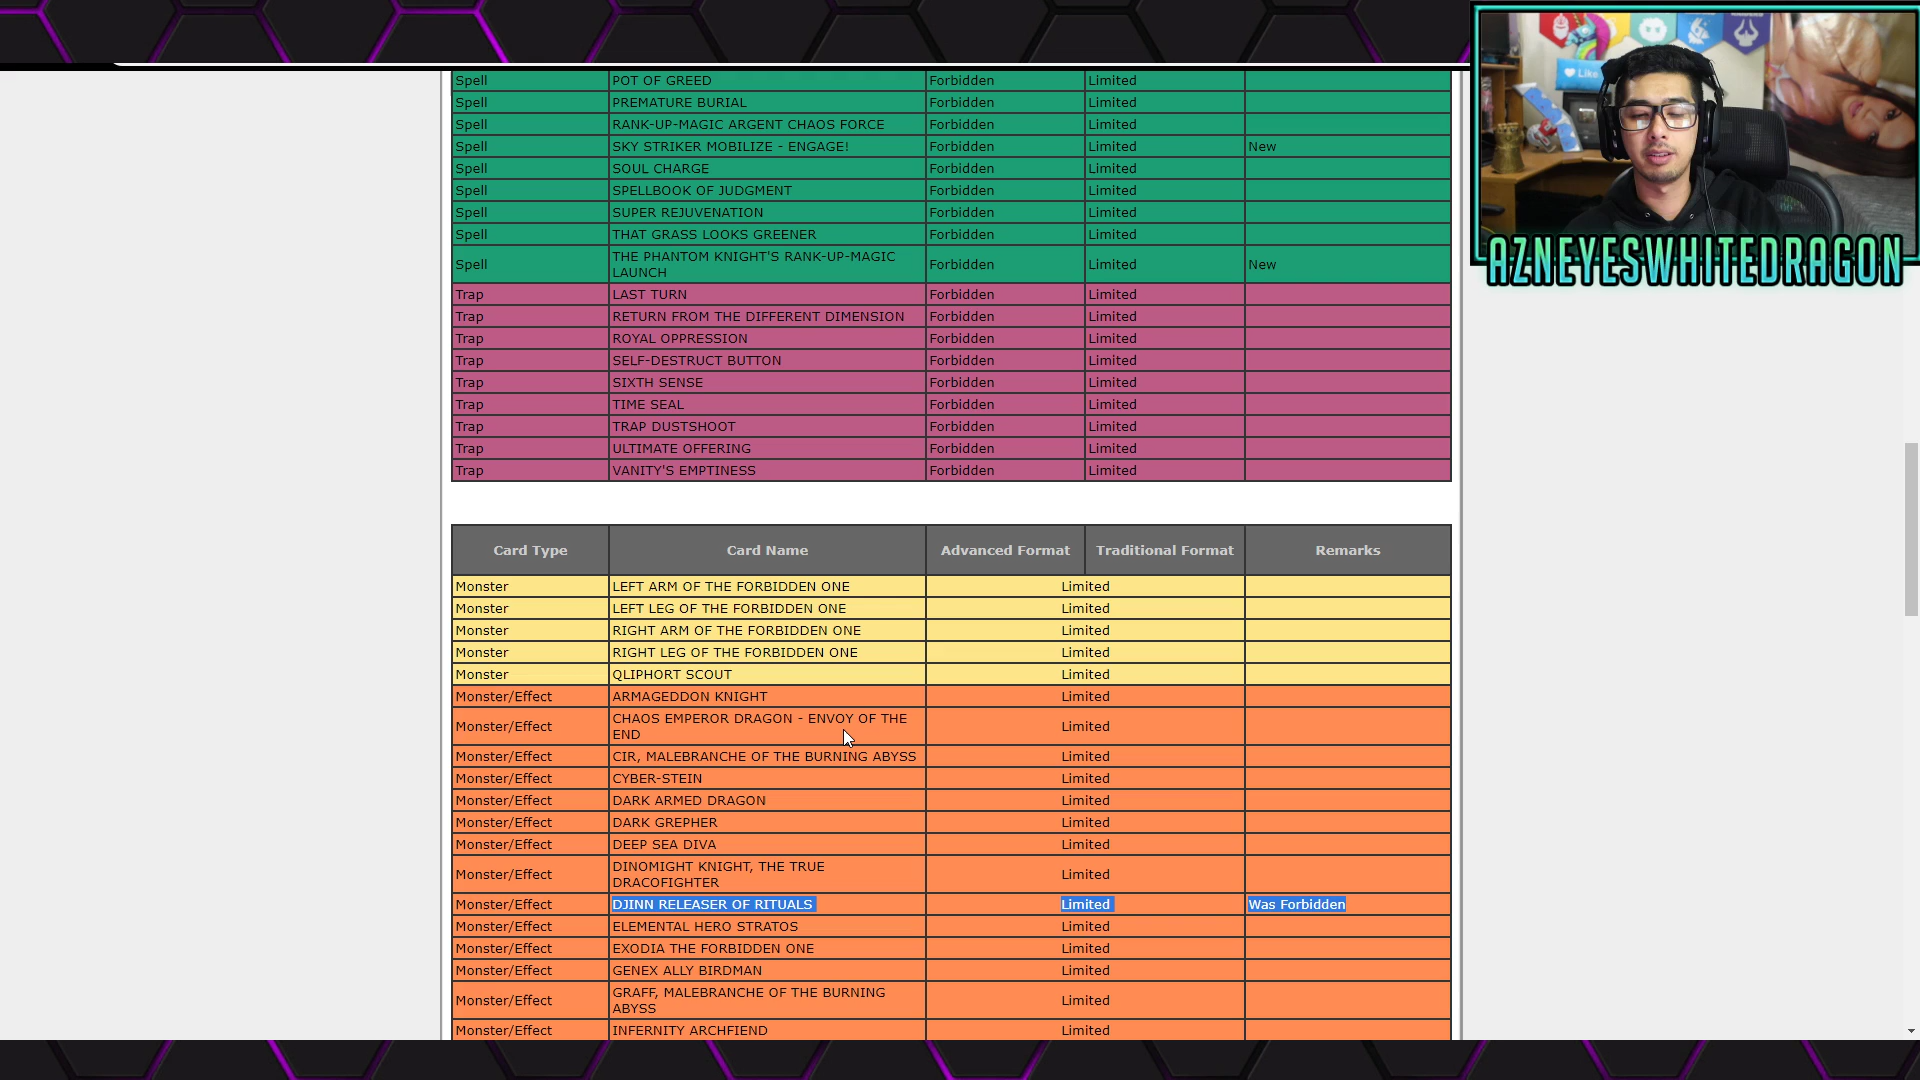 Spell POT OF GREED Forbidden Limited
Spell PREMATURE BURIAL Forbidden Limited
Spell RANK-UP-MAGIC ARGENT CHAOS FORCE Forbidden Limited
Spell SKY STRIKER MOBILIZE - ENGAGE! Forbidden Limited New
Spell SOUL CHARGE Forbidden Limited
Spell SPELLBOOK OF JUDGMENT Forbidden Limited
Spell SUPER REJUVENATION Forbidden Limited
Spell THAT GRASS LOOKS GREENER Forbidden Limited
Spell THE PHANTOM KNIGHT'S RANK-UP-MAGIC
LAUNCH Forbidden Limited New
Trap LAST TURN Forbidden Limited
Trap RETURN FROM THE DIFFERENT DIMENSION Forbidden Limited
Trap ROYAL OPPRESSION Forbidden Limited
Trap SELF-DESTRUCT BUTTON Forbidden Limited
Trap SIXTH SENSE Forbidden Limited
Trap TIME SEAL Forbidden Limited
Trap TRAP DUSTSHOOT Forbidden Limited
Trap ULTIMATE OFFERING Forbidden Limited
Trap VANITY'S EMPTINESS Forbidden Limited
Card Type Card Name Advanced Format Traditional Format Remarks
Monster LEFT ARM OF THE FORBIDDEN ONE Limited
Monster LEFT LEG OF THE FORBIDDEN ONE Limited
Monster RIGHT ARM OF THE FORBIDDEN ONE Limited
Monster RIGHT LEG OF THE FORBIDDEN ONE Limited
Monster QLIPHORT SCOUT Limited
Monster/Effect ARMAGEDDON KNIGHT Limited
Monster/Effect CHAOS EMPEROR DRAGON - ENVOY OF THE
END Limited
Monster/Effect CIR, MALEBRANCHE OF THE BURNING ABYSS Limited
Monster/Effect CYBER-STEIN Limited
Monster/Effect DARK ARMED DRAGON Limited
Monster/Effect DARK GREPHER Limited
Monster/Effect DEEP SEA DIVA Limited
Monster/Effect DINOMIGHT KNIGHT, THE TRUE
DRACOFIGHTER Limited
Monster/Effect DJINN RELEASER OF RITUALS Limited Was Forbidden
Monster/Effect ELEMENTAL HERO STRATOS Limited
Monster/Effect EXODIA THE FORBIDDEN ONE Limited
Monster/Effect GENEX ALLY BIRDMAN Limited
Monster/Effect GRAFF, MALEBRANCHE OF THE BURNING
ABYSS Limited
Monster/Effect INFERNITY ARCHFIEND Limited
Like
AZNEYESWHITEDRAGON